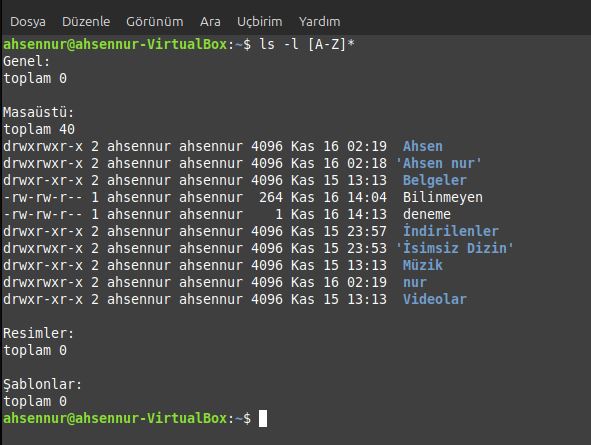 Dosya Düzenle Görünüm Ara Uçbirim Yardım
ahsennur@ahsennur-VirtualBox:~$ ls -l [A-Z]*
Genel:
toplam 0

Masaüstü:
toplam 40
drwxrwxr-x 2 ahsennur ahsennur 4096 Kas 16 02:19  Ahsen
drwxrwxr-x 2 ahsennur ahsennur 4096 Kas 16 02:18 'Ahsen nur'
drwxr-xr-x 2 ahsennur ahsennur 4096 Kas 15 13:13  Belgeler
-rw-rw-r-- 1 ahsennur ahsennur  264 Kas 16 14:04  Bilinmeyen
-rw-rw-r-- 1 ahsennur ahsennur    1 Kas 16 14:13  deneme
drwxr-xr-x 2 ahsennur ahsennur 4096 Kas 15 23:57  İndirilenler
drwxrwxr-x 2 ahsennur ahsennur 4096 Kas 15 23:53 'İsimsiz Dizin'
drwxr-xr-x 2 ahsennur ahsennur 4096 Kas 15 13:13  Müzik
drwxrwxr-x 2 ahsennur ahsennur 4096 Kas 16 02:19  nur
drwxr-xr-x 2 ahsennur ahsennur 4096 Kas 15 13:13  Videolar

Resimler:
toplam 0

Şablonlar:
toplam 0
ahsennur@ahsennur-VirtualBox:~$